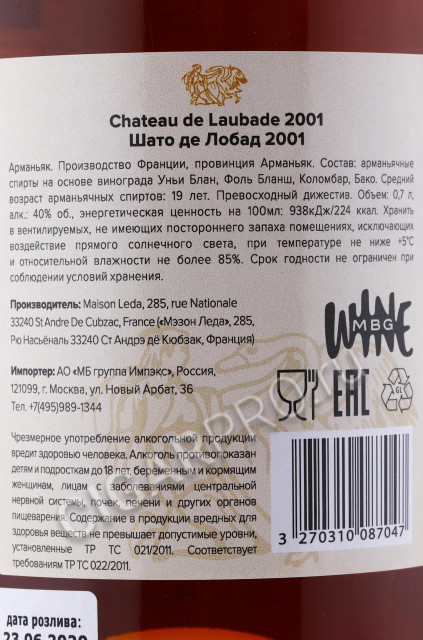 Chateau de Laubade 2001
Шато де Лобад 2001
Арманьяк. Производство Франции, провинция Арманьяк. Состав: арманьячные
спирты на основе винограда Уньи Блан, Фоль Бланш, Коломбар, Бако. Средний
возраст арманьячных спиртов: 19 лет. Превосходный дижестив. Объем: 0,7 л,
алк.: 40% об., энергетическая ценность на 100мл: 938кДж/224 ккал. Хранить
в вентилируемых, не имеющих постороннего запаха помещениях, исключающих
воздействие прямого солнечного света, при температуре не ниже +5°С
и относительной влажности не более 85%. Срок годности не ограничен при
соблюдении условий хранения.
Производитель: Maison Leda, 285, rue Nationale
33240 St Andre De Cubzac, France («Мэзон Леда», 285,
Рю Насьёналь 33240 Ст Андрэ дё Кюбзак, Франция)
WINE
MBG
Импортер: АО «МБ группа Импэкс», Россия,
121099, г. Москва, ул. Новый Арбат, 36
Тел. +7(495)989-1344
EAC
Чрезмерное употребление алкогольной продукции
вредит здоровью человека. Алкоголь противопоказан
детям и подросткам до 18 лет, беременным и кормящим
женщинам, лицам с заболеваниями центральной
нервной системы, почек, печени и других органов
пищеварения. Содержание в продукции вредных для
здоровья веществ не превышает допустимые уровни,
установленные ТР ТС 021/2011. Соответствует
требованиям ТР ТС 022/2011.
3 270310 087047
дата розлива:
23.06.2020